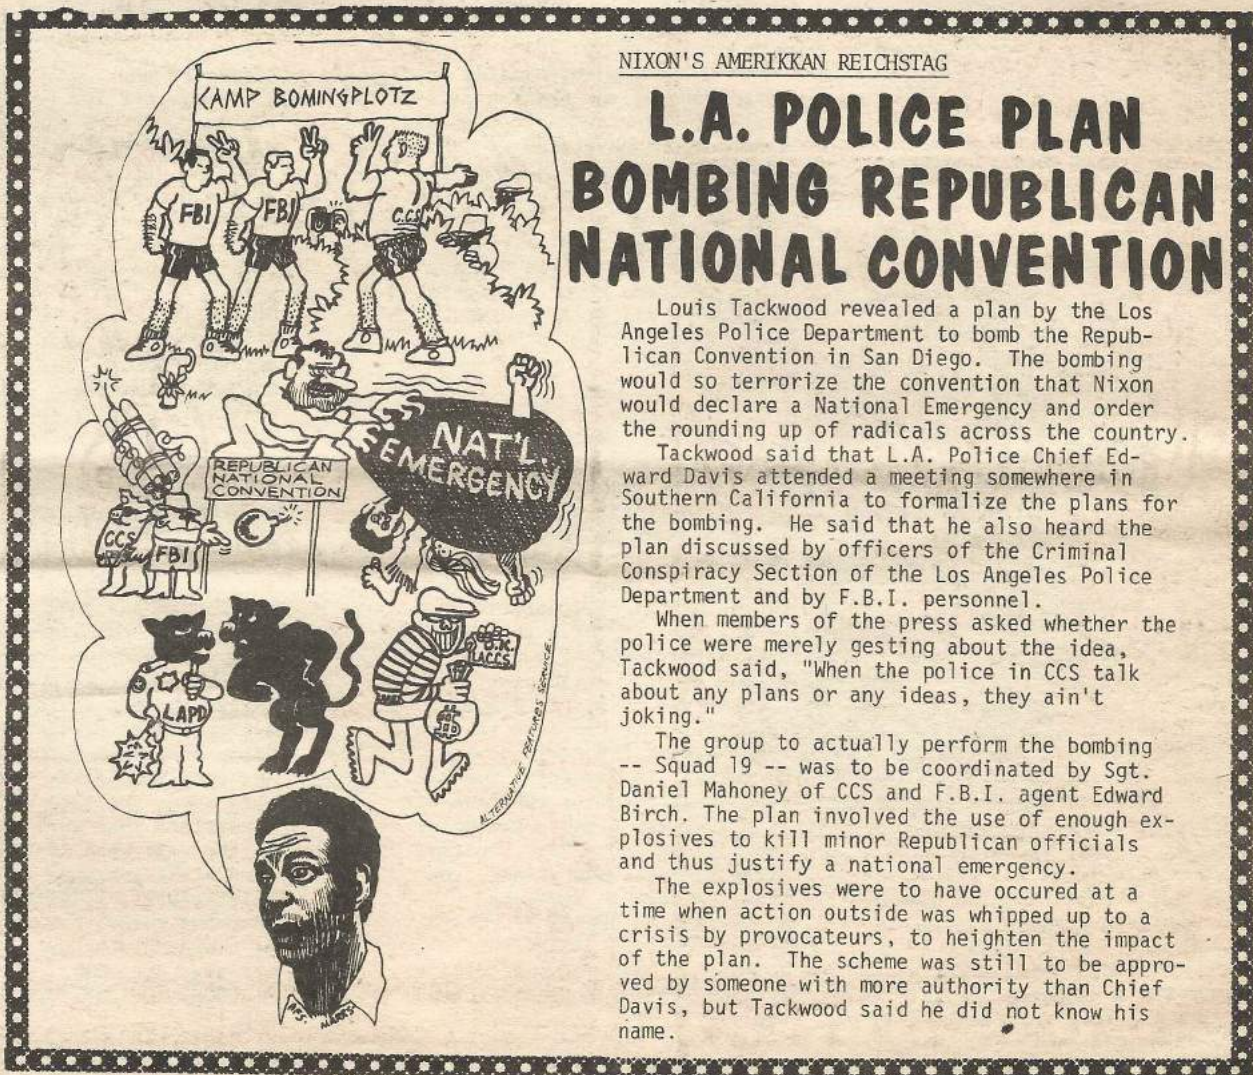 CAMP BOMINGPLOTZ
FBI
FBI
CCS
NAT'L
EMERGENCY
REPUBLICAN
NATIONAL
CONVENTION
CCS
FBI
LAPD
O.K.
ACCS
ALTERNATIVE FEATURES SERVICE.
NIXON'S AMERIKKAN REICHSTAG
L.A. POLICE PLAN
BOMBING REPUBLICAN
NATIONAL CONVENTION
Louis Tackwood revealed a plan by the Los
Angeles Police Department to bomb the Repub-
lican Convention in San Diego. The bombing
would so terrorize the convention that Nixon
would declare a National Emergency and order
the rounding up of radicals across the country.
Tackwood said that L.A. Police Chief Ed-
ward Davis attended a meeting somewhere in
Southern California to formalize the plans for
the bombing. He said that he also heard the
plan discussed by officers of the Criminal
Conspiracy Section of the Los Angeles Police
Department and by F.B.I. personnel.
When members of the press asked whether the
police were merely gesting about the idea,
Tackwood said, "When the police in CCS talk
about any plans or any ideas, they ain't
joking."
The group to actually perform the bombing
-- Squad 19 -- was to be coordinated by Sgt.
Daniel Mahoney of CCS and F.B.I. agent Edward
Birch. The plan involved the use of enough ex-
plosives to kill minor Republican officials
and thus justify a national emergency.
The explosives were to have occured at a
time when action outside was whipped up to a
crisis by provocateurs, to heighten the impact
of the plan. The scheme was still to be appro-
ved by someone with more authority than Chief
Davis, but Tackwood said he did not know his
name.